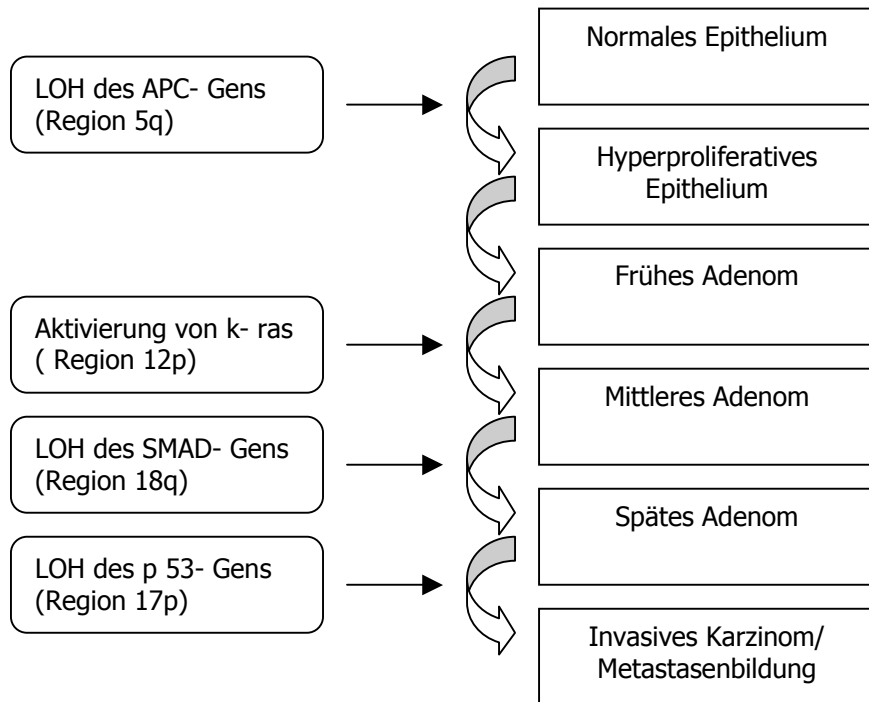 Normales Epithelium
LOH des APC- Gens
(Region 5q)
Hyperproliferatives
Epithelium
Frühes Adenom
Aktivierung von k- ras
( Region 12p)
Mittleres Adenom
LOH des SMAD- Gens
(Region 18q)
Spätes Adenom
LOH des p 53- Gens
(Region 17p)
Invasives Karzinom/
Metastasenbildung